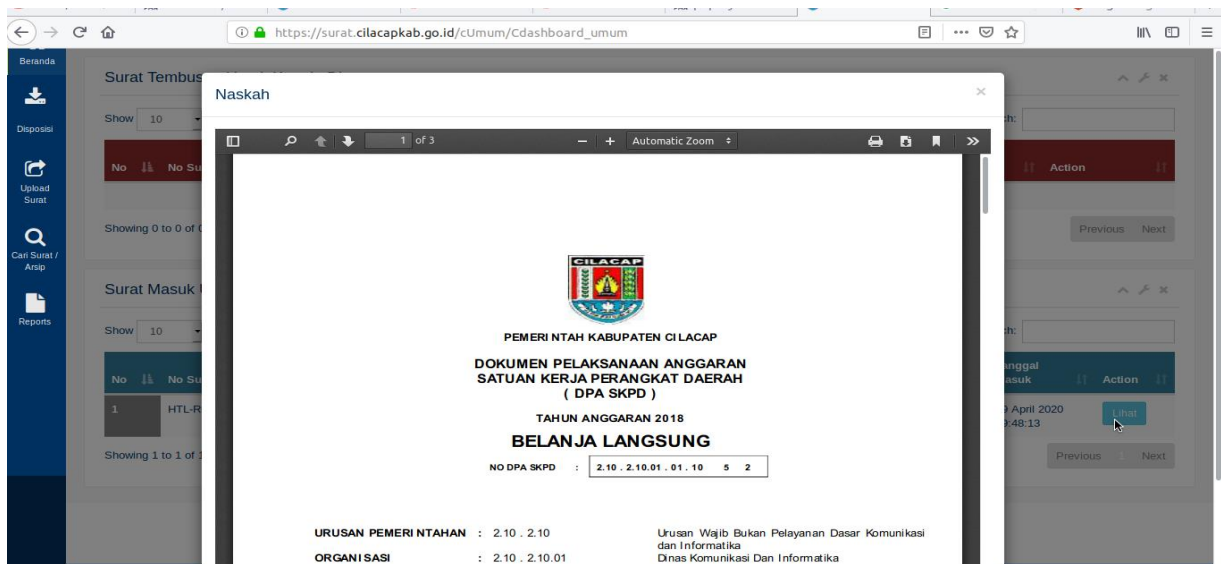 https://surat.cilacapkab.go.id/cUmum/Cdashboard_umum
Beranda
Disposisi
Upload
Surat
Cari Surat /
Arsip
Reports
Surat Tembus
Show 10
No No Su
Action
Showing 0 to 0 of
Previous Next
Surat Masuk
Show 10
No No Su
Action
1 HTL-R
April 2020
:48:13
Lihat
Showing 1 to 1 of
Previous 1 Next
Naskah ×
1 of 3
− + Automatic Zoom
CILACAP
PEMERINTAH KABUPATEN CILACAP
DOKUMEN PELAKSANAAN ANGGARAN
SATUAN KERJA PERANGKAT DAERAH
( DPA SKPD )
TAHUN ANGGARAN 2018
BELANJA LANGSUNG
NO DPA SKPD : 2.10 . 2.10.01 . 01 . 10 5 2
URUSAN PEMERINTAHAN : 2.10 . 2.10 Urusan Wajib Bukan Pelayanan Dasar Komunikasi
dan Informatika
ORGANISASI : 2.10 . 2.10.01 Dinas Komunikasi Dan Informatika